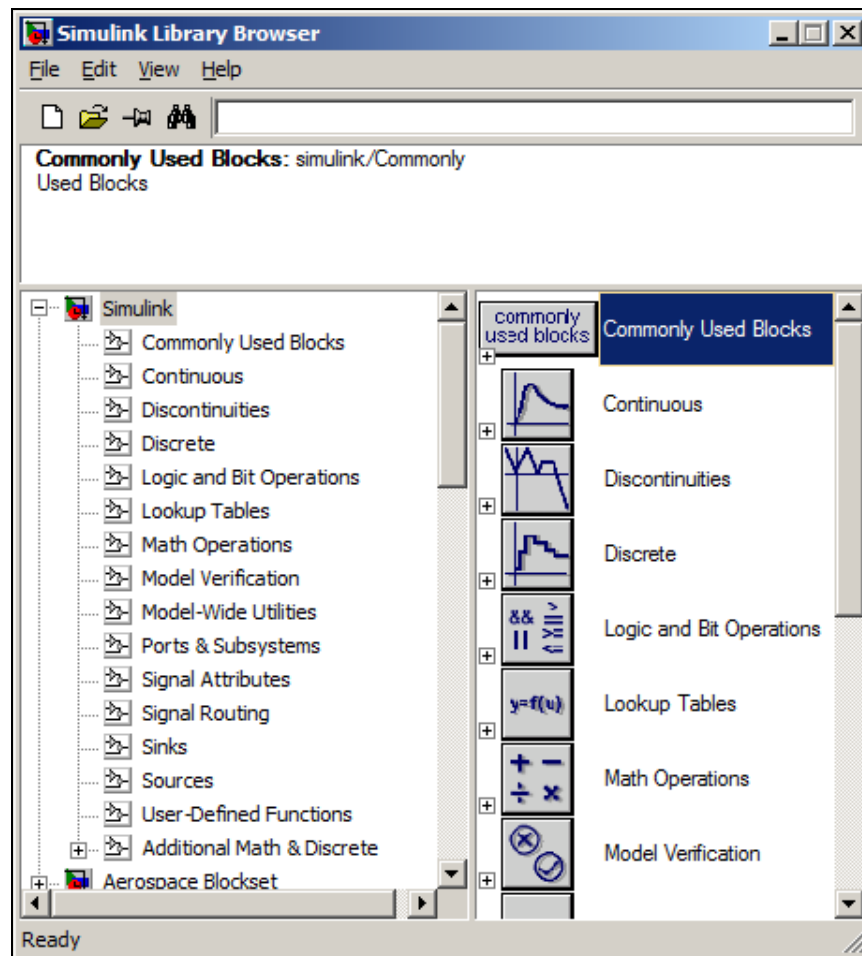 Simulink Library Browser
File Edit View Help
Commonly Used Blocks: simulink/Commonly
Used Blocks
Simulink
Commonly Used Blocks
Continuous
Discontinuities
Discrete
Logic and Bit Operations
Lookup Tables
Math Operations
Model Verification
Model-Wide Utilities
Ports & Subsystems
Signal Attributes
Signal Routing
Sinks
Sources
User-Defined Functions
Additional Math & Discrete
Aerospace Blockset
commonly
used blocks
Commonly Used Blocks
Continuous
Discontinuities
Discrete
&& >
|| >=
<=
Logic and Bit Operations
y=f(u)
Lookup Tables
+ −
÷ ×
Math Operations
Model Verification
Ready